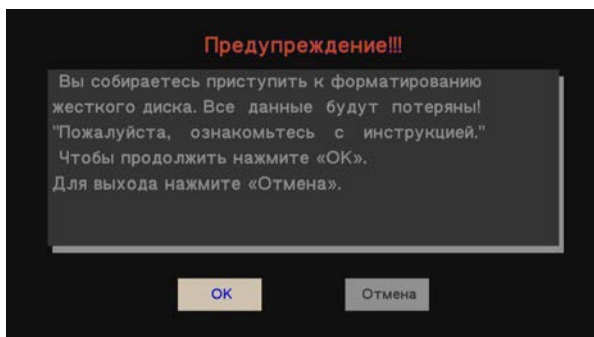 Предупреждение!!!
Вы собираетесь приступить к форматированию
жесткого диска. Все данные будут потеряны!
"Пожалуйста, ознакомьтесь с инструкцией."
Чтобы продолжить нажмите «ОК».
Для выхода нажмите «Отмена».
OK
Отмена